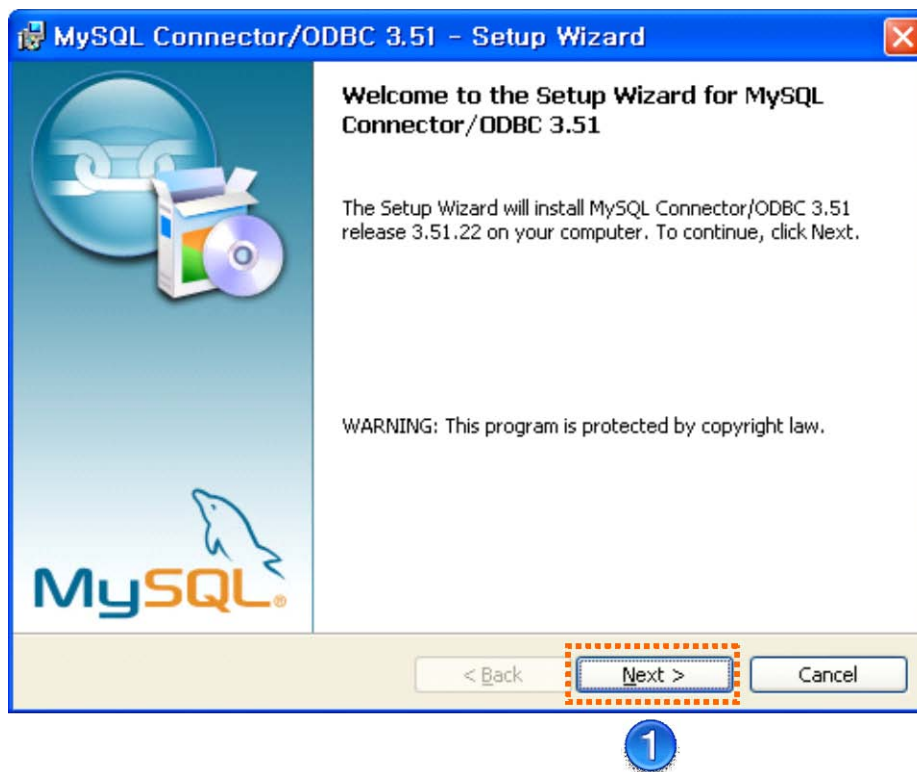 MySQL Connector/ODBC 3.51 - Setup Wizard
Welcome to the Setup Wizard for MySQL
Connector/ODBC 3.51
The Setup Wizard will install MySQL Connector/ODBC 3.51
release 3.51.22 on your computer. To continue, click Next.
WARNING: This program is protected by copyright law.
MySQL®
< Back Next > Cancel
1